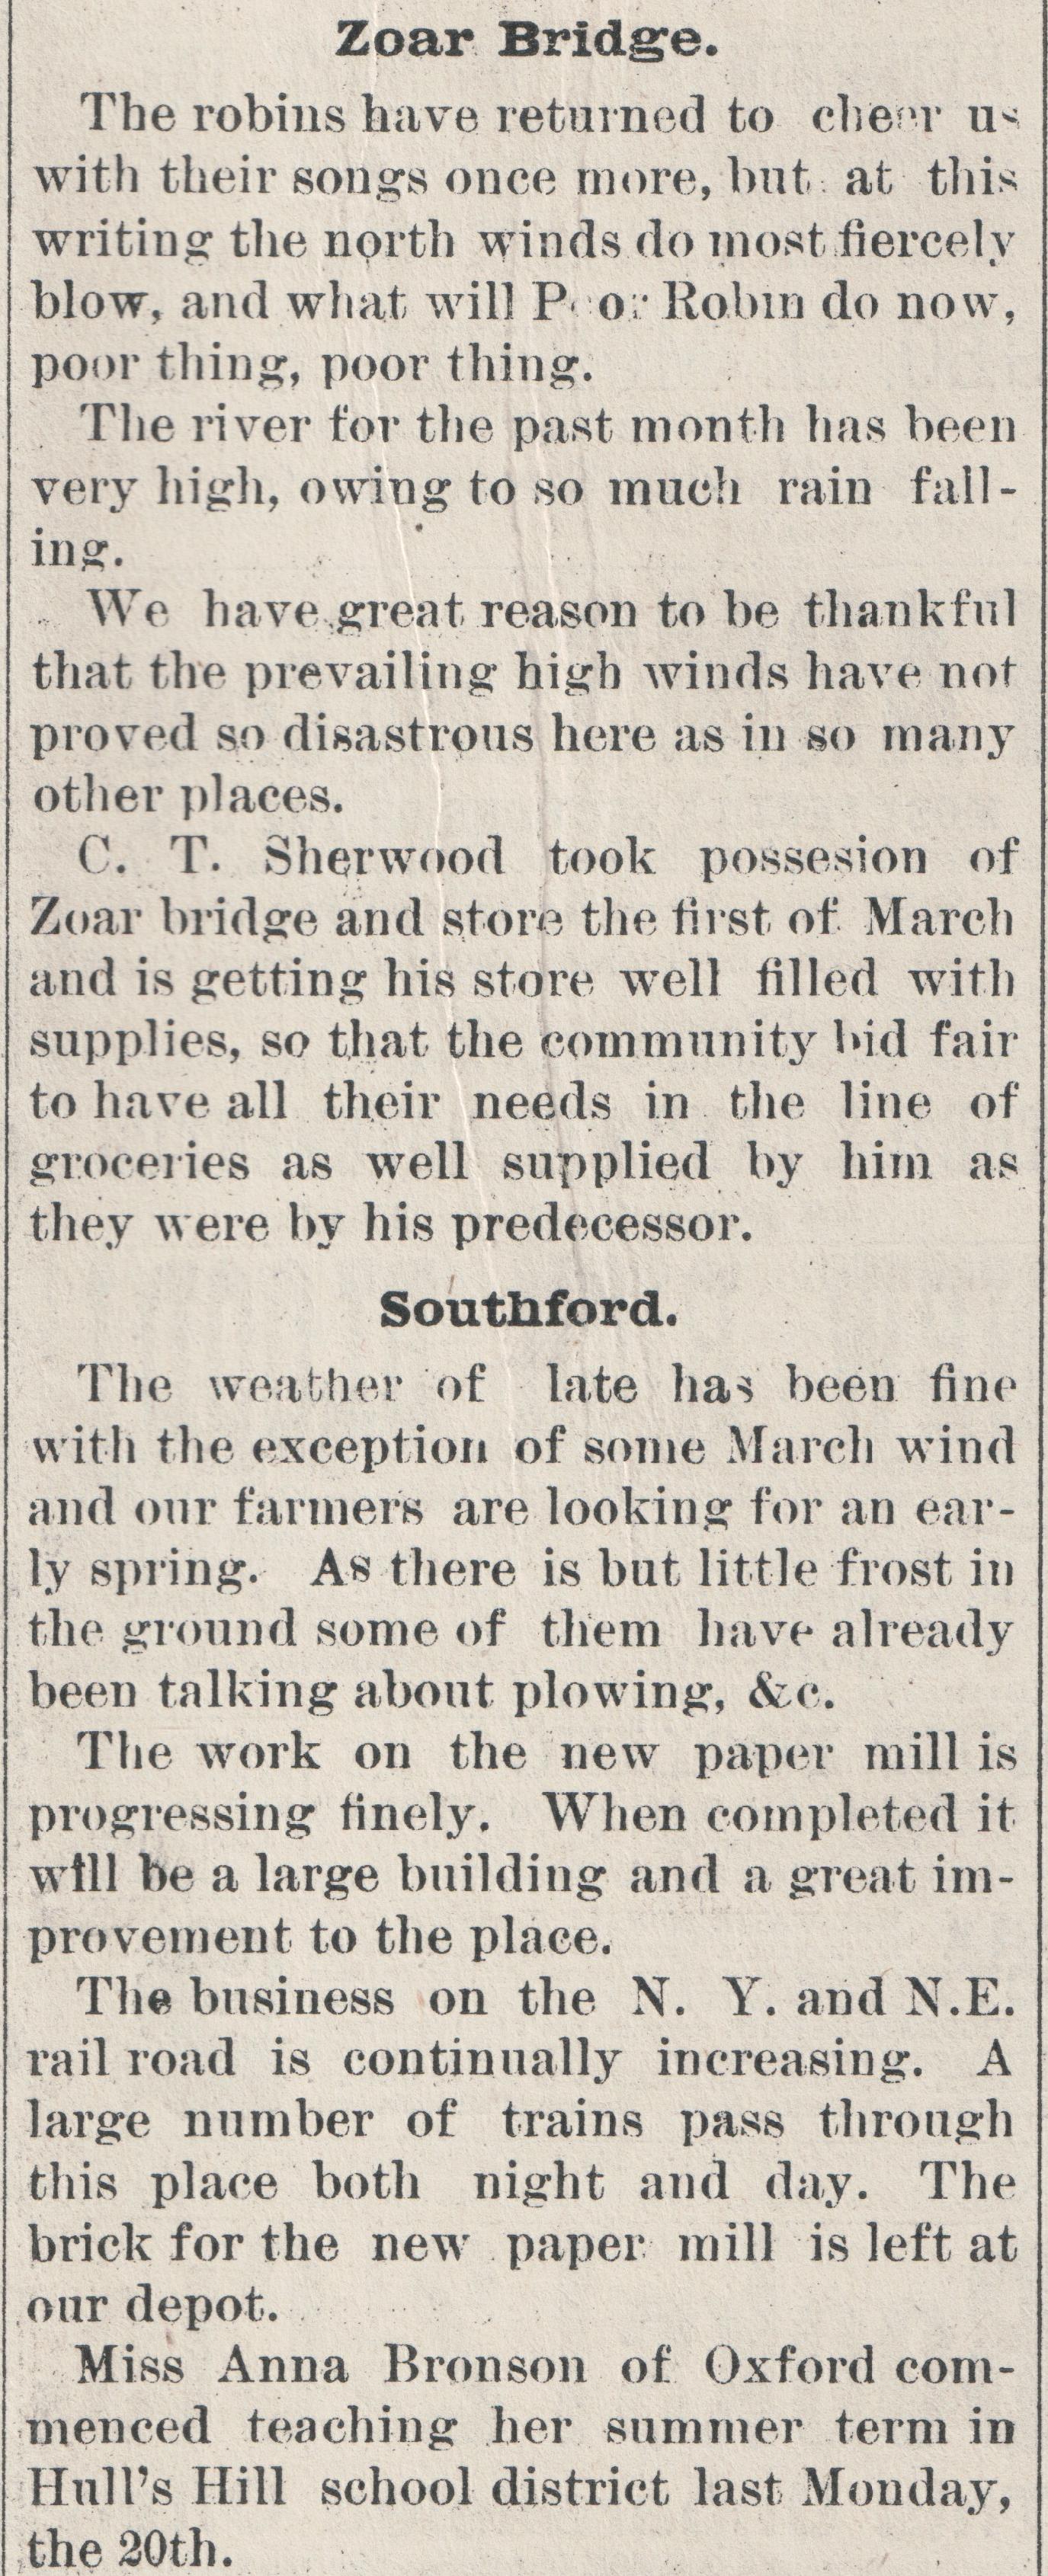 Zoar Bridge.
The robins have returned to cheer us
with their songs once more, but at this
writing the north winds do most fiercely
blow, and what will Poor Robin do now,
poor thing, poor thing.
The river for the past month has been
very high, owing to so much rain fall-
ing.
We have great reason to be thankful
that the prevailing high winds have not
proved so disastrous here as in so many
other places.
C. T. Sherwood took possesion of
Zoar bridge and store the first of March
and is getting his store well filled with
supplies, so that the community bid fair
to have all their needs in the line of
groceries as well supplied by him as
they were by his predecessor.
Southford.
The weather of late has been fine
with the exception of some March wind
and our farmers are looking for an ear-
ly spring. As there is but little frost in
the ground some of them have already
been talking about plowing, &c.
The work on the new paper mill is
progressing finely. When completed it
will be a large building and a great im-
provement to the place.
The business on the N. Y. and N.E.
rail road is continually increasing. A
large number of trains pass through
this place both night and day. The
brick for the new paper mill is left at
our depot.
Miss Anna Bronson of Oxford com-
menced teaching her summer term in
Hull's Hill school district last Monday,
the 20th.